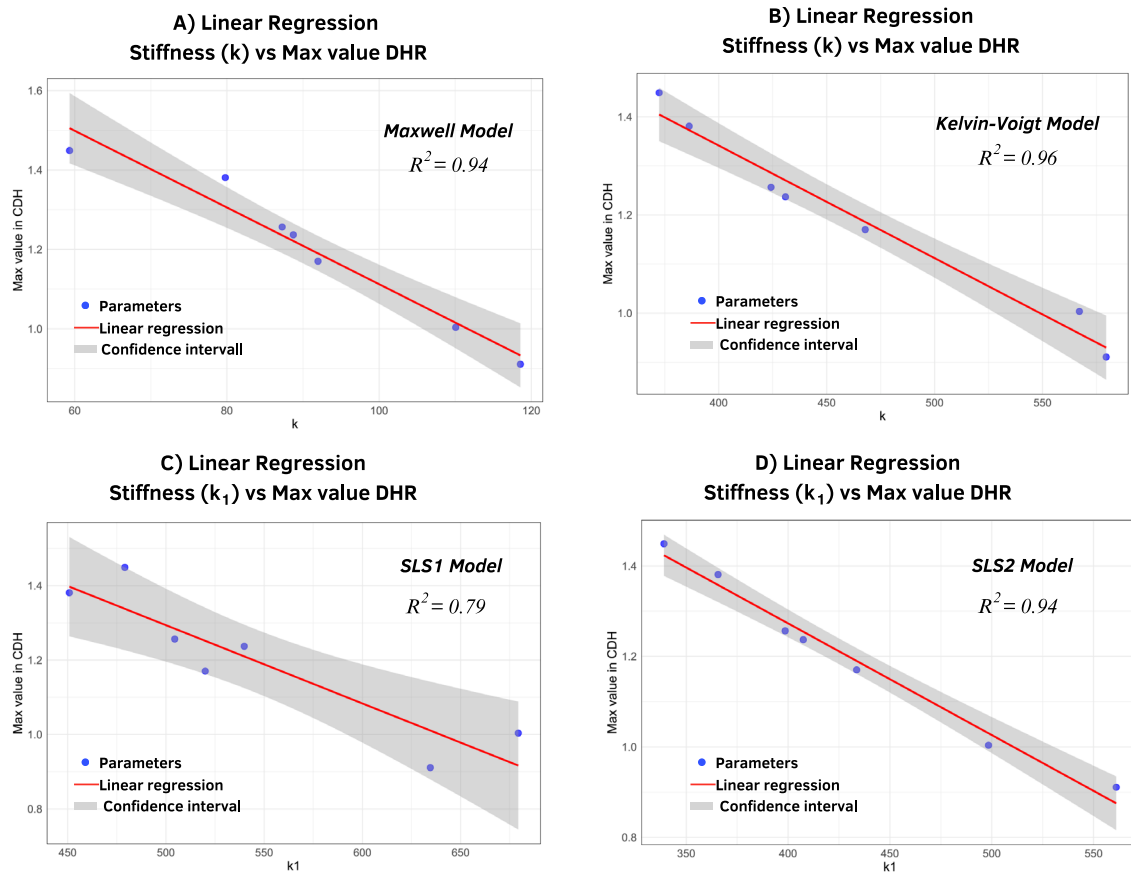 A) Linear Regression
Stiffness (k) vs Max value DHR
1.6
1.4
1.2
1.0
Max value in CDH
Maxwell Model
R² = 0.94
Parameters
Linear regression
Confidence intervall
60
80
100
120
k
B) Linear Regression
Stiffness (k) vs Max value DHR
1.4
1.2
1.0
Max value in CDH
Kelvin-Voigt Model
R² = 0.96
Parameters
Linear regression
Confidence interval
400
450
500
550
k
C) Linear Regression
Stiffness (k₁) vs Max value DHR
1.4
1.2
1.0
0.8
Max value in CDH
SLS1 Model
R² = 0.79
Parameters
Linear regression
Confidence interval
450
500
550
600
650
k1
D) Linear Regression
Stiffness (k₁) vs Max value DHR
1.4
1.2
1.0
0.8
Max value in CDH
SLS2 Model
R² = 0.94
Parameters
Linear regression
Confidence interval
350
400
450
500
550
k1